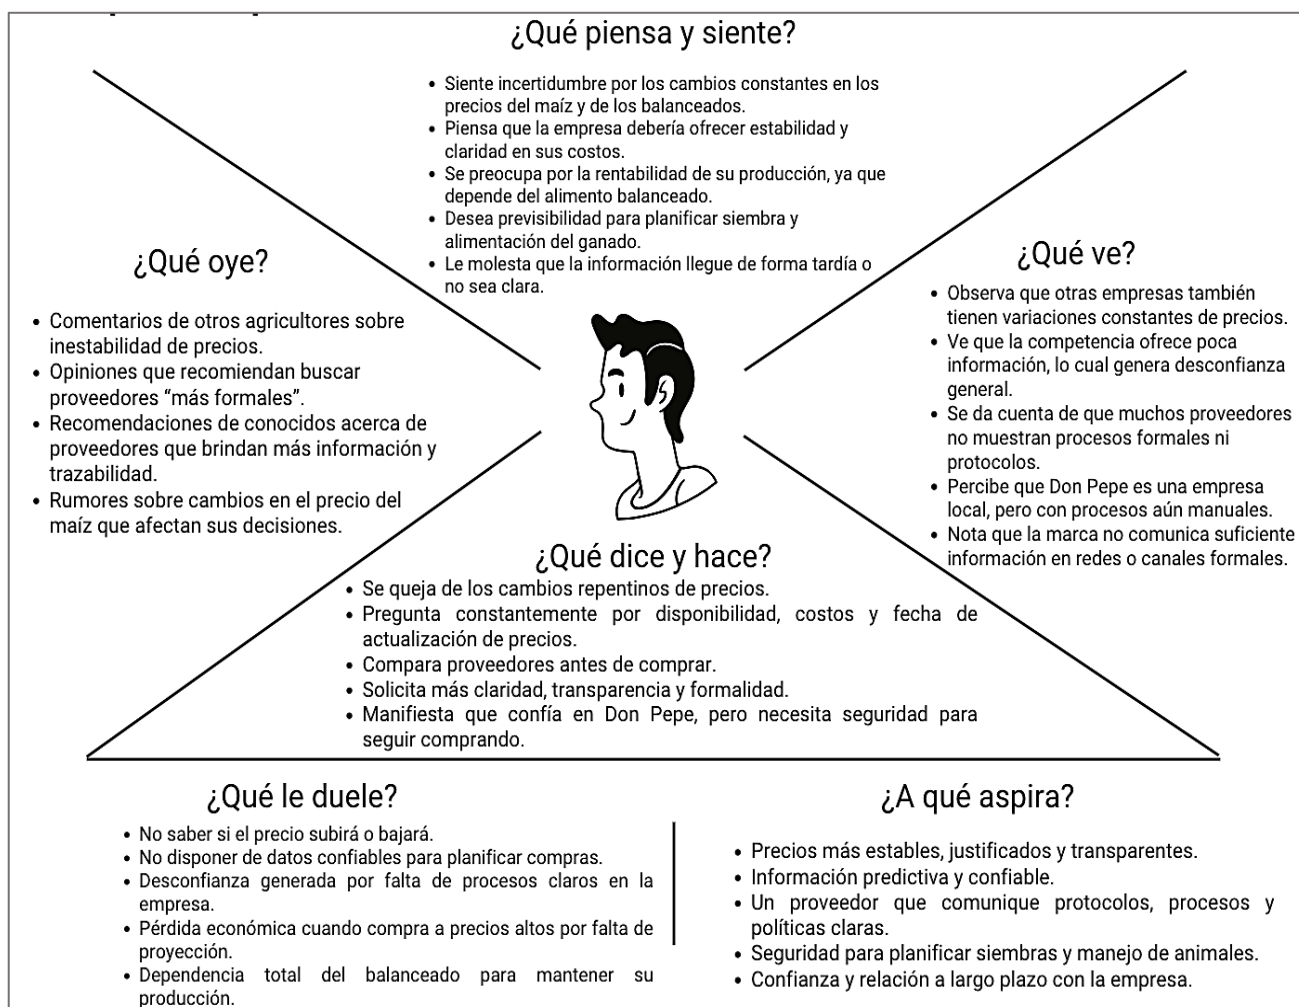 ¿Qué piensa y siente?
• Siente incertidumbre por los cambios constantes en los
precios del maíz y de los balanceados.
• Piensa que la empresa debería ofrecer estabilidad y
claridad en sus costos.
• Se preocupa por la rentabilidad de su producción, ya que
depende del alimento balanceado.
• Desea previsibilidad para planificar siembra y
alimentación del ganado.
• Le molesta que la información llegue de forma tardía o
no sea clara.
¿Qué oye?
• Comentarios de otros agricultores sobre
inestabilidad de precios.
• Opiniones que recomiendan buscar
proveedores “más formales”.
• Recomendaciones de conocidos acerca de
proveedores que brindan más información y
trazabilidad.
• Rumores sobre cambios en el precio del
maíz que afectan sus decisiones.
¿Qué ve?
• Observa que otras empresas también
tienen variaciones constantes de precios.
• Ve que la competencia ofrece poca
información, lo cual genera desconfianza
general.
• Se da cuenta de que muchos proveedores
no muestran procesos formales ni
protocolos.
• Percibe que Don Pepe es una empresa
local, pero con procesos aún manuales.
• Nota que la marca no comunica suficiente
información en redes o canales formales.
¿Qué dice y hace?
• Se queja de los cambios repentinos de precios.
• Pregunta constantemente por disponibilidad, costos y fecha de
actualización de precios.
• Compara proveedores antes de comprar.
• Solicita más claridad, transparencia y formalidad.
• Manifiesta que confía en Don Pepe, pero necesita seguridad para
seguir comprando.
¿Qué le duele?
• No saber si el precio subirá o bajará.
• No disponer de datos confiables para planificar compras.
• Desconfianza generada por falta de procesos claros en la
empresa.
• Pérdida económica cuando compra a precios altos por falta de
proyección.
• Dependencia total del balanceado para mantener su
producción.
¿A qué aspira?
• Precios más estables, justificados y transparentes.
• Información predictiva y confiable.
• Un proveedor que comunique protocolos, procesos y
políticas claras.
• Seguridad para planificar siembras y manejo de animales.
• Confianza y relación a largo plazo con la empresa.